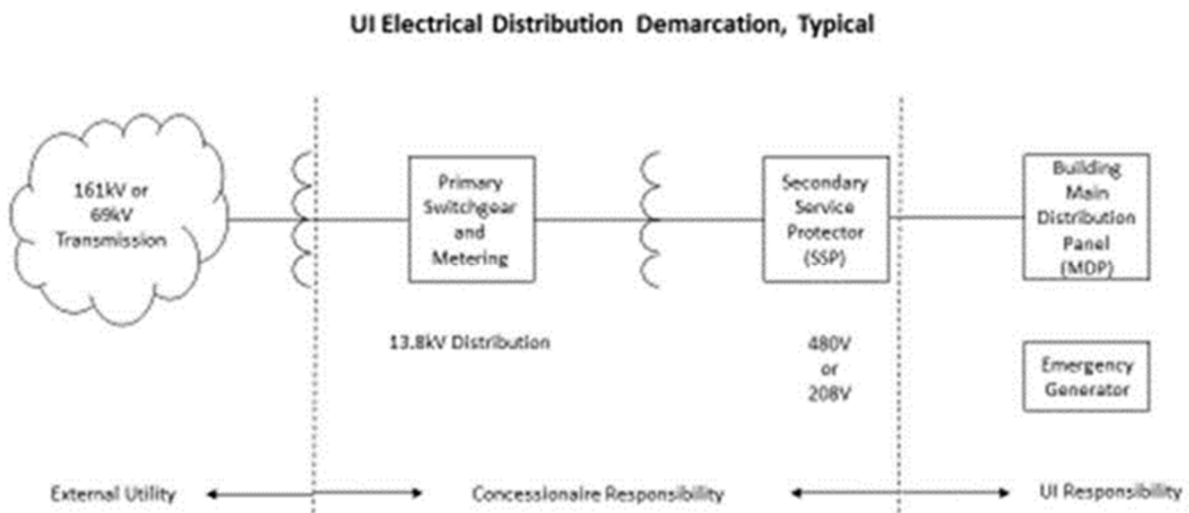 UI Electrical Distribution Demarcation, Typical
161kV or
69kV
Transmission
Primary
Switchgear
and
Metering
Secondary
Service
Protector
(SSP)
Building
Main
Distribution
Panel
(MDP)
13.8kV Distribution
480V
or
208V
Emergency
Generator
External Utility
Concessionaire Responsibility
UI Responsibility